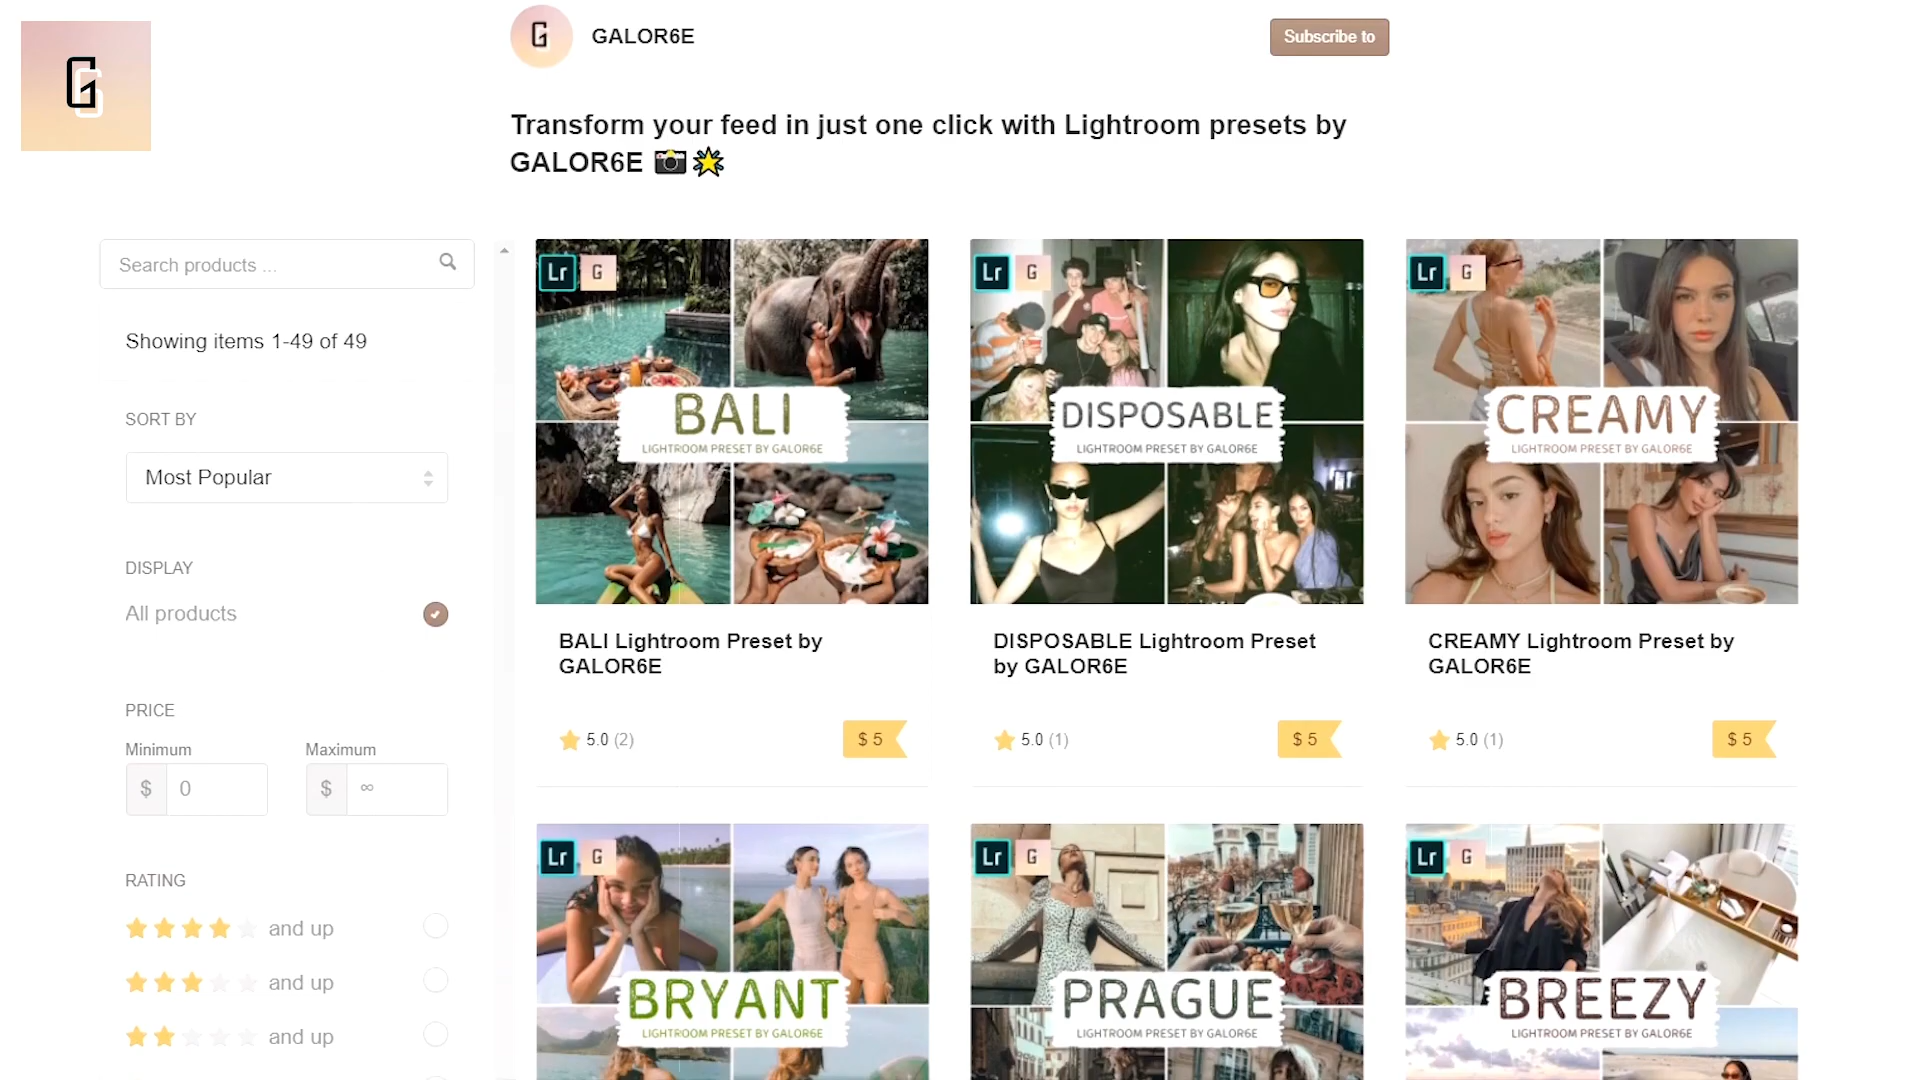 G
G
GALOR6E
Subscribe to
Transform your feed in just one click with Lightroom presets by
GALOR6E
Search products ...
Showing items 1-49 of 49
SORT BY
Most Popular
DISPLAY
All products
PRICE
Minimum
Maximum
$ 0
$ ∞
RATING
and up
and up
and up
Lr G
BALI
LIGHTROOM PRESET BY GALOR6E
BALI Lightroom Preset by
GALOR6E
5.0 (2)
$ 5
Lr G
DISPOSABLE
LIGHTROOM PRESET BY GALOR6E
DISPOSABLE Lightroom Preset
by GALOR6E
5.0 (1)
$ 5
Lr G
CREAMY
LIGHTROOM PRESET BY GALOR6E
CREAMY Lightroom Preset by
GALOR6E
5.0 (1)
$ 5
Lr G
BRYANT
LIGHTROOM PRESET BY GALOR6E
Lr G
PRAGUE
LIGHTROOM PRESET BY GALOR6E
Lr G
BREEZY
LIGHTROOM PRESET BY GALOR6E